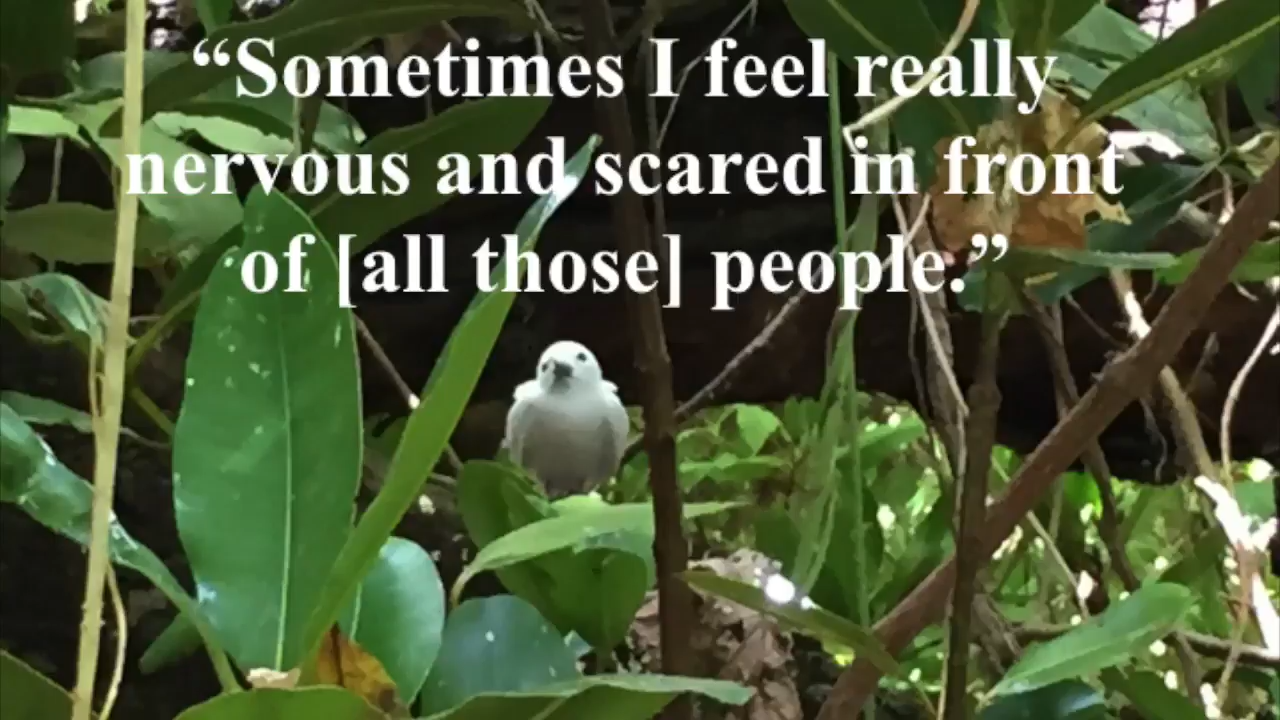 “Sometimes I feel really
nervous and scared in front
of [all those] people.”